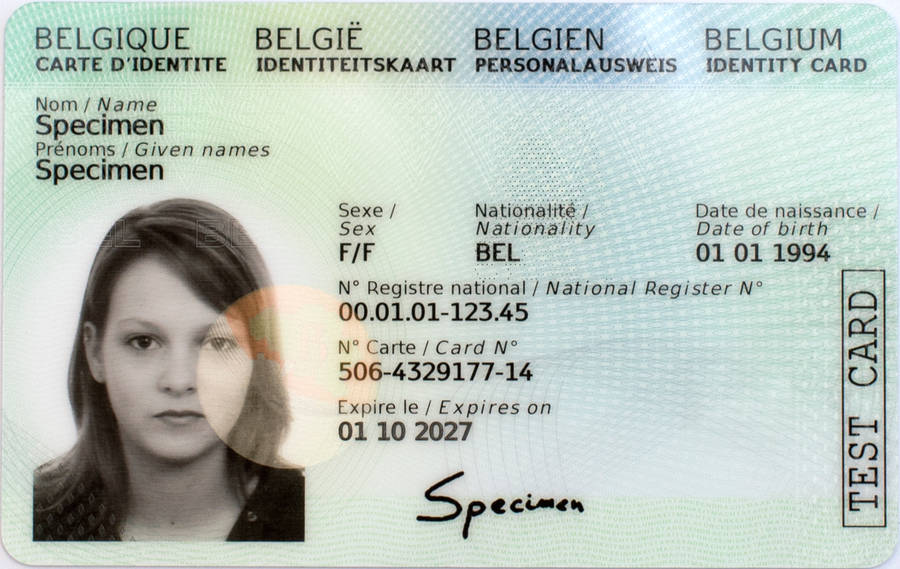 BELGIQUE BELGIË BELGIEN BELGIUM
CARTE D'IDENTITE IDENTITEITSKAART PERSONALAUSWEIS IDENTITY CARD
Nom / Name
Specimen
Prénoms / Given names
Specimen
Sexe / Nationalité / Date de naissance /
Sex Nationality Date of birth
F/F BEL 01 01 1994
N° Registre national / National Register N°
00.01.01-123.45
N° Carte / Card N°
506-4329177-14
Expire le / Expires on
01 10 2027
Specimen
TEST CARD